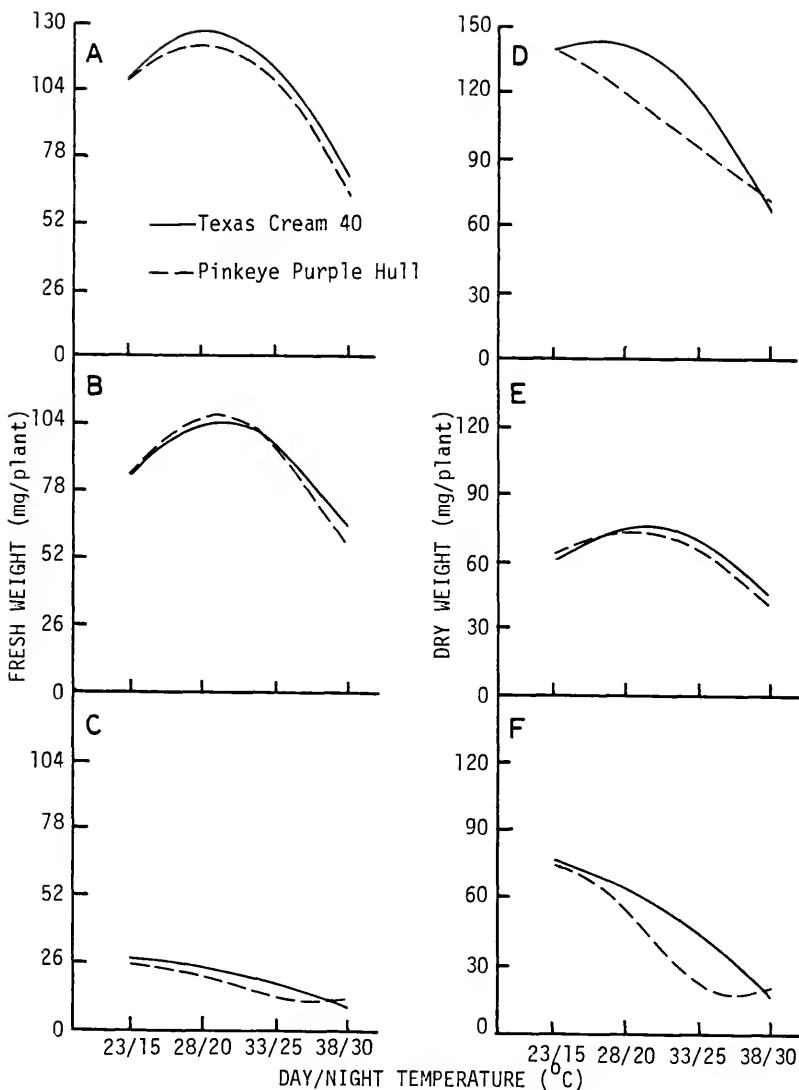 130
A
104
78
52
26
0
Texas Cream 40
Pinkeye Purple Hull
B
104
78
52
26
0
C
104
78
52
26
0
FRESH WEIGHT (mg/plant)
D
150
120
90
60
30
0
E
120
90
60
30
0
F
120
90
60
30
0
DRY WEIGHT (mg/plant)
23/15 28/20 33/25 38/30 23/15 28/20 33/25 38/30
DAY/NIGHT TEMPERATURE (°C)